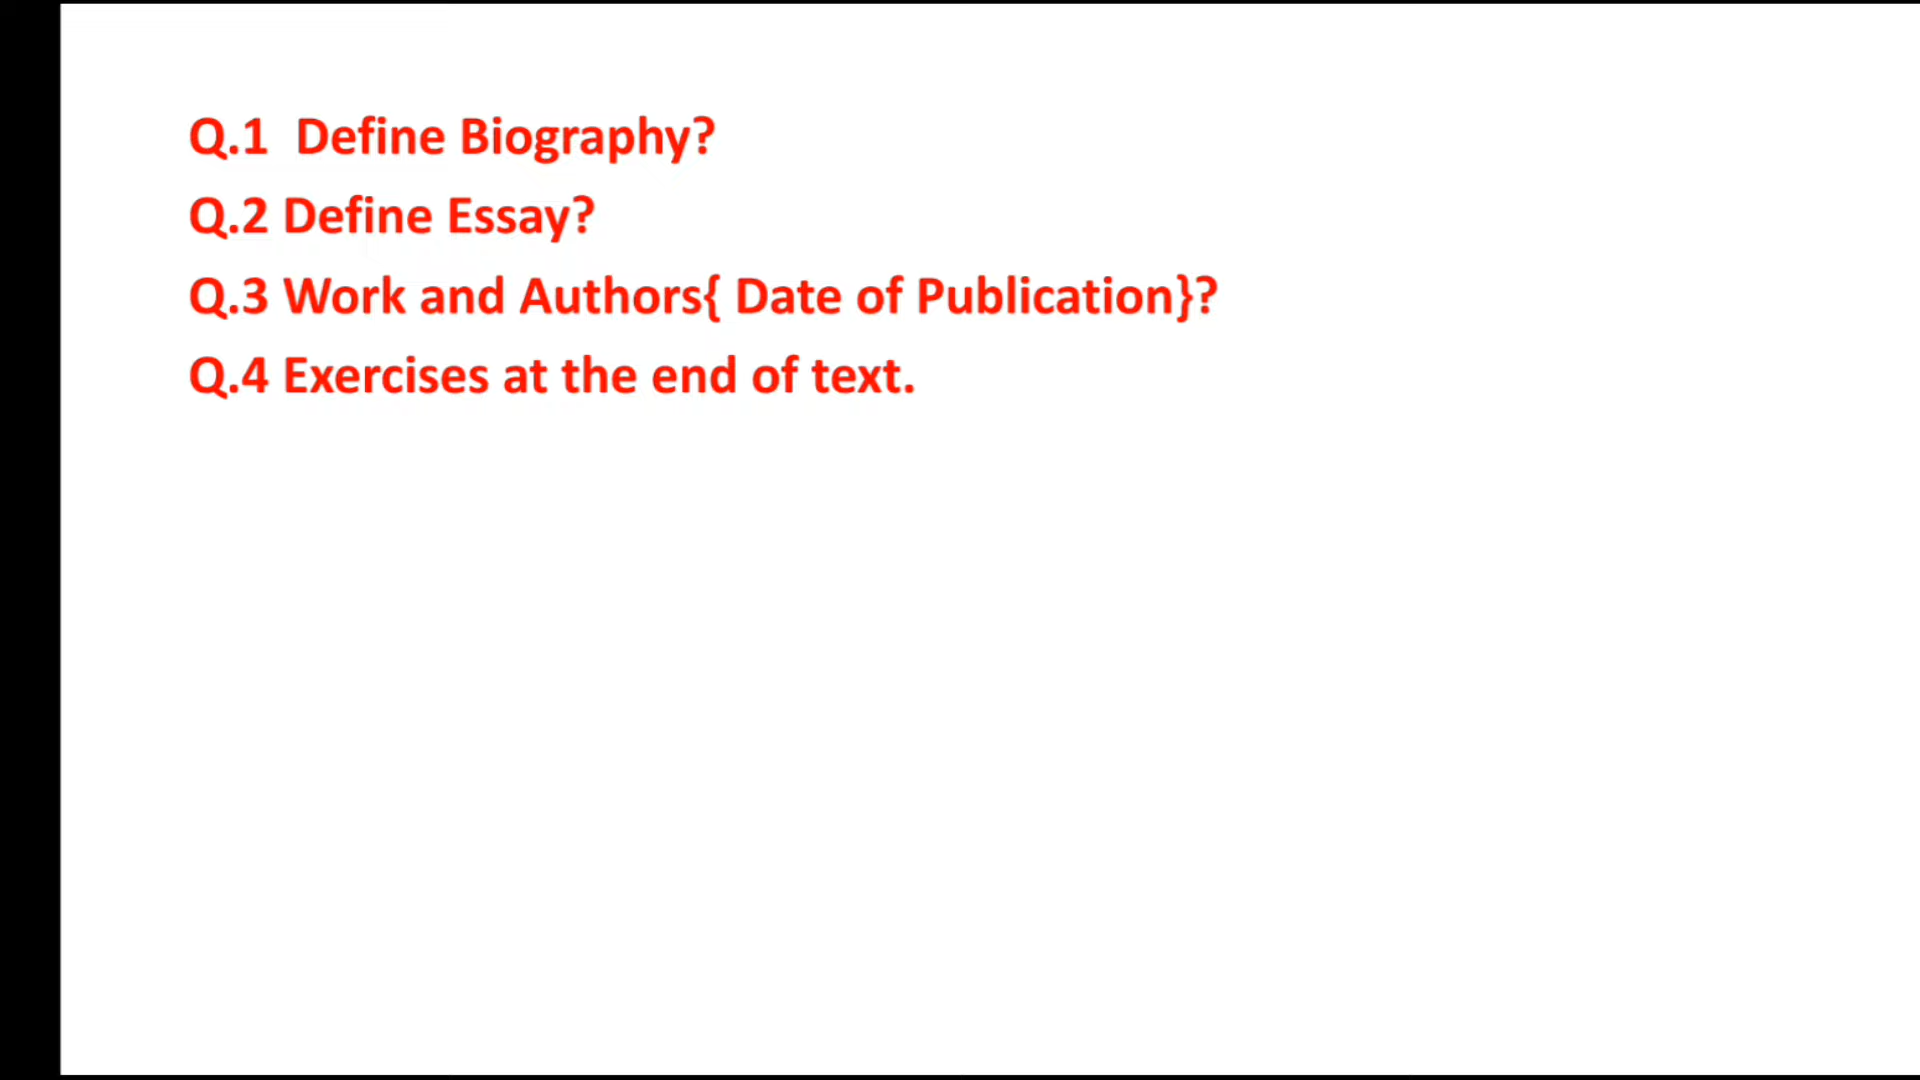 Q.1  Define Biography?
Q.2 Define Essay?
Q.3 Work and Authors{ Date of Publication}?
Q.4 Exercises at the end of text.